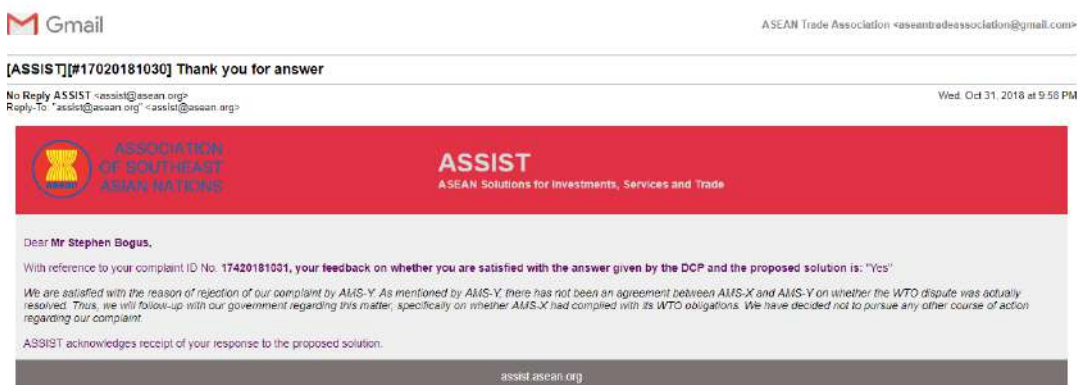 Gmail
ASEAN Trade Association <aseantradeassociation@gmail.com>
[ASSIST][#17020181030] Thank you for answer
No Reply ASSIST <assist@asean.org>
Wed, Oct 31, 2018 at 9:58 PM
Reply-To: "assist@asean.org" <assist@asean.org>
ASSOCIATION
OF SOUTHEAST
ASIAN NATIONS
ASSIST
ASEAN Solutions for Investments, Services and Trade
Dear Mr Stephen Bogus,
With reference to your complaint ID No. 17420181031, your feedback on whether you are satisfied with the answer given by the DCP and the proposed solution is: "Yes"
We are satisfied with the reason of rejection of our complaint by AMS-Y. As mentioned by AMS-Y, there has not been an agreement between AMS-X and AMS-Y on whether the WTO dispute was actually
resolved. Thus, we will follow-up with our government regarding this matter, specifically on whether AMS-X had complied with its WTO obligations. We have decided not to pursue any other course of action
regarding our complaint.
ASSIST acknowledges receipt of your response to the proposed solution.
assist.asean.org